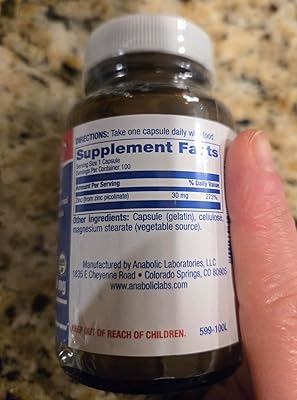 DIRECTIONS: Take one capsule daily with food.
Supplement Facts
Serving Size 1 Capsule
Servings Per Container 100
Amount Per Serving % Daily Value
Zinc (from zinc picolinate) 30 mg 273%
Other ingredients: Capsule (gelatin), cellulose,
magnesium stearate (vegetable source).
Manufactured by Anabolic Laboratories, LLC
1835 E Cheyenne Road • Colorado Springs, CO 80905
www.anaboliclabs.com
KEEP OUT OF REACH OF CHILDREN. 599-100L
mg